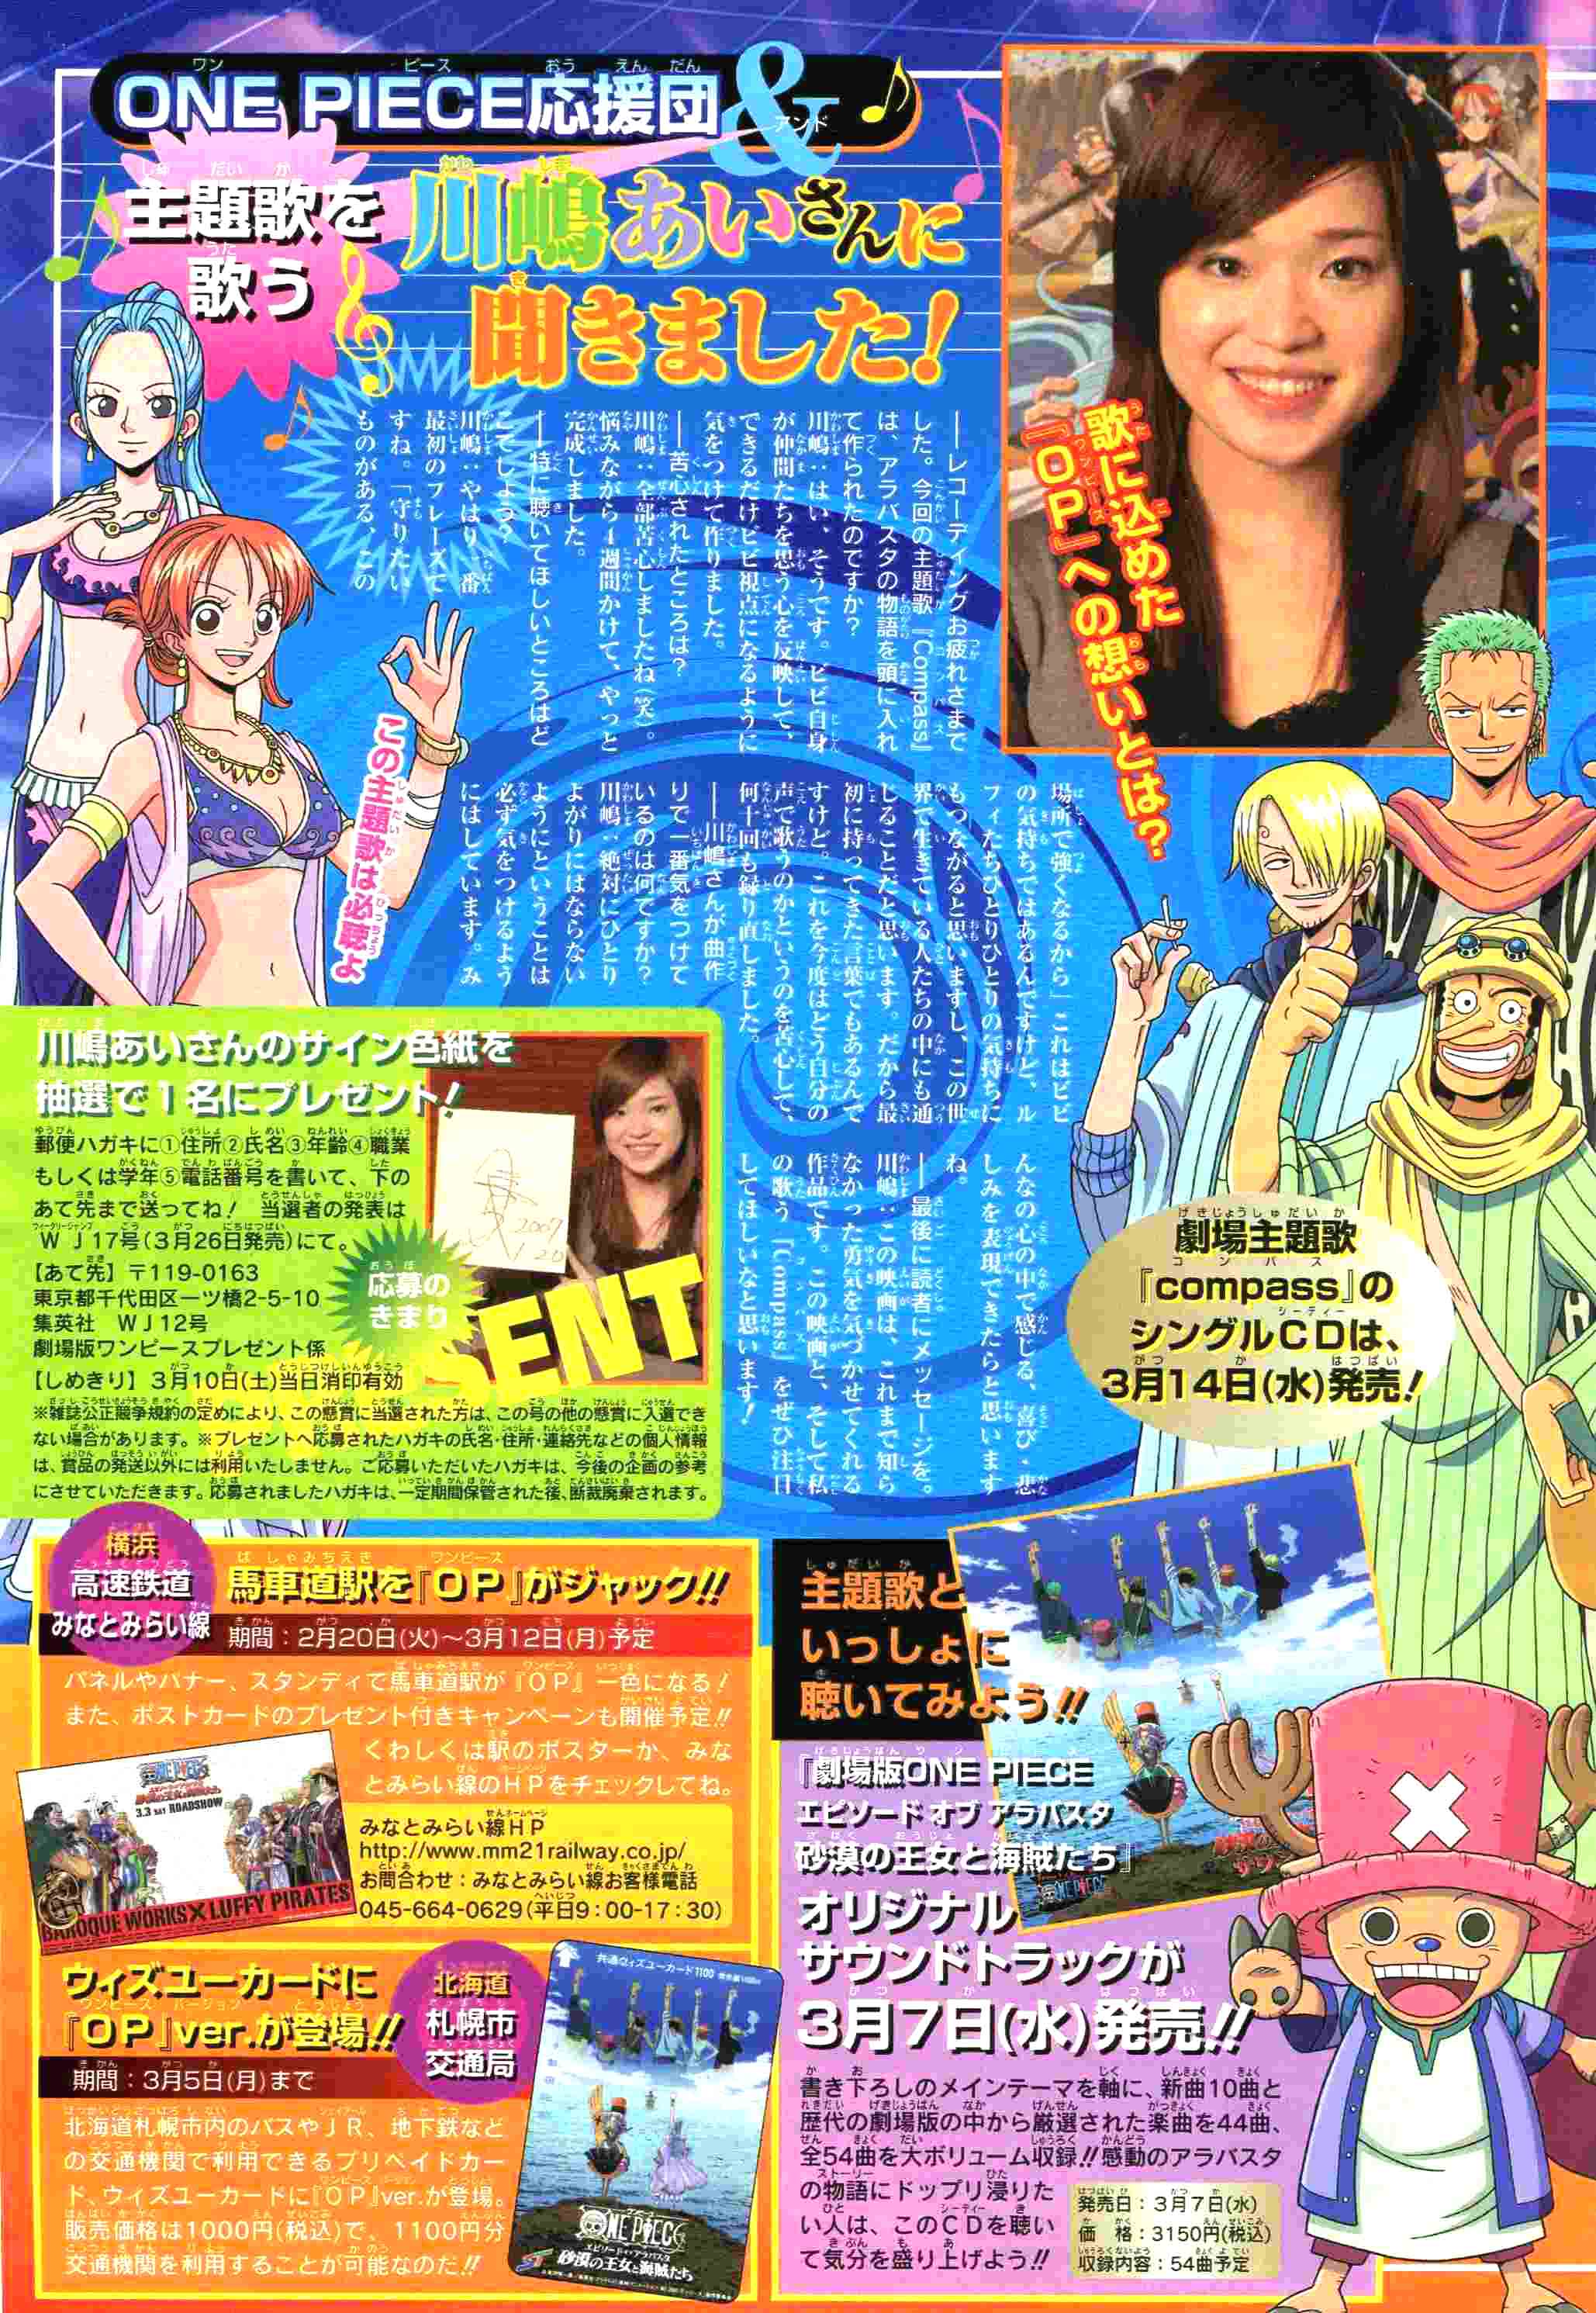 ONE PIECE応援団&
主題歌を
歌う
川嶋あいさんに
聞きました!
歌に込めた
『OP』への想いとは?
――レコーディングお疲れさまで
した。今回の主題歌『Compass』
は、アラバスタの物語を頭に入れ
て作られたのですか?
川嶋:はい、そうです。ビビ自身
が仲間たちを思う心を反映して、
できるだけビビ視点になるように
気をつけて作りました。
――苦心されたところは?
川嶋:全部苦心しましたね(笑)。
悩みながら4週間かけて、やっと
完成しました。
――特に聴いてほしいところはど
こでしょう?
川嶋:やはり一番
最初のフレーズで
すね。「守りたい
ものがある、この
場所で強くなるから」これはビビ
の気持ちではあるんですけど、ル
フィたちひとりひとりの気持ちに
もつながると思いますし、この世
界で生きている人たちの中にも通
じることだと思います。だから最
初に持ってきた言葉でもあるんで
すけど。これを今度はどう自分の
声で歌うのかというのを苦心して、
何十回も録り直しました。
――川嶋さんが曲作
りで一番気をつけて
いるのは何ですか?
川嶋:絶対にひとり
よがりにはならない
ようにということは
必ず気をつけるよう
にはしています。み
んなの心の中で感じる、喜び・悲
しみを表現できたらと思います
ね。
――最後に読者にメッセージを。
川嶋:この映画は、これまで知ら
なかった勇気を気づかせてくれる
作品です。この映画と、そして私
の歌う『Compass』をぜひ注目
してほしいなと思います!
この主題歌は必聴よ
劇場主題歌
『compass』の
シングルCDは、
3月14日(水)発売!
川嶋あいさんのサイン色紙を
抽選で1名にプレゼント!
郵便ハガキに①住所②氏名③年齢④職業
もしくは学年⑤電話番号を書いて、下の
あて先まで送ってね! 当選者の発表は
WJ17号(3月26日発売)にて。
【あて先】〒119-0163
東京都千代田区一ツ橋2-5-10
集英社 WJ12号
劇場版ワンピースプレゼント係
【しめきり】3月10日(土)当日消印有効
応募の
きまり
SENT
※雑誌公正競争規約の定めにより、この懸賞に当選された方は、この号の他の懸賞に入選でき
ない場合があります。※プレゼントへ応募されたハガキの氏名・住所・連絡先などの個人情報
は、賞品の発送以外には利用いたしません。ご応募いただいたハガキは、今後の企画の参考
にさせていただきます。応募されましたハガキは、一定期間保管された後、断裁廃棄されます。
横浜
高速鉄道
みなとみらい線
馬車道駅を『OP』がジャック!!
期間:2月20日(火)~3月12日(月)予定
パネルやバナー、スタンディで馬車道駅が『OP』一色になる!
また、ポストカードのプレゼント付きキャンペーンも開催予定!!
くわしくは駅のポスターか、みな
とみらい線のHPをチェックしてね。
ONE PIECE
3.3 SAT ROADSHOW
BAROQUE WORKS×LUFFY PIRATES
みなとみらい線HP
http://www.mm21railway.co.jp/
お問合わせ:みなとみらい線お客様電話
045-664-0629(平日9:00-17:30)
ウィズユーカードに
『OP』ver.が登場!!
北海道
札幌市
交通局
期間:3月5日(月)まで
北海道札幌市内のバスやJR、地下鉄など
の交通機関で利用できるプリペイドカー
ド、ウィズユーカードに『OP』ver.が登場。
販売価格は1000円(税込)で、1100円分
交通機関を利用することが可能なのだ!!
共通ウィズユーカード1100
ONE PIECE
エピソードオブアラバスタ
砂漠の王女と海賊たち
主題歌と
いっしょに
聴いてみよう!!
『劇場版ONE PIECE
エピソード オブ アラバスタ
砂漠の王女と海賊たち』
オリジナル
サウンドトラックが
3月7日(水)発売!!
書き下ろしのメインテーマを軸に、新曲10曲と
歴代の劇場版の中から厳選された楽曲を44曲、
全54曲を大ボリューム収録!!感動のアラバスタ
の物語にドップリ浸りた
い人は、このCDを聴い
て気分を盛り上げよう!!
発売日:3月7日(水)
価 格:3150円(税込)
収録内容:54曲予定